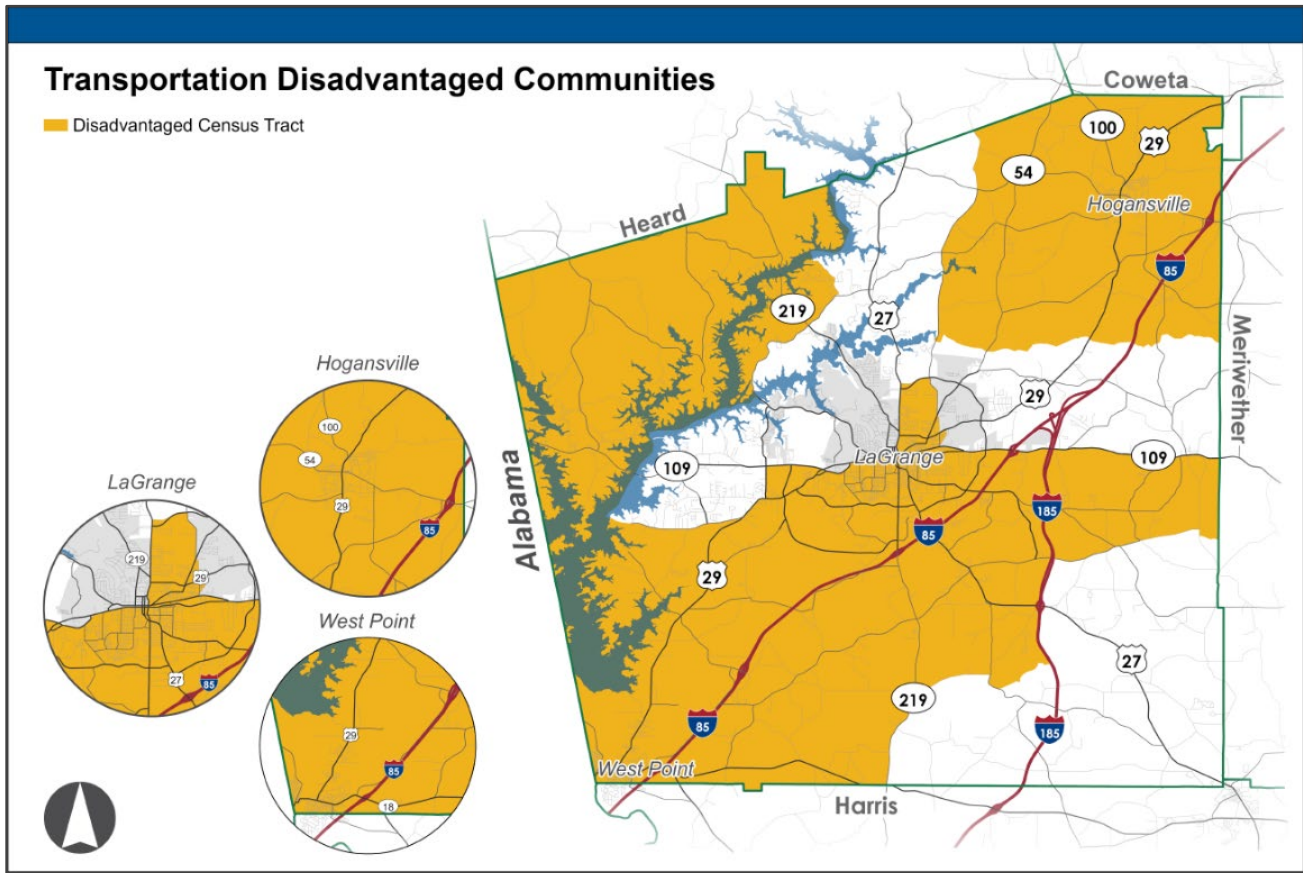 Transportation Disadvantaged Communities
Disadvantaged Census Tract
Coweta
100
29
54
Hogansville
Heard
85
219
27
Meriwether
29
Alabama
109
LaGrange
109
185
85
29
27
219
85
185
West Point
Harris
Hogansville
100
54
29
85
LaGrange
219
29
27
85
West Point
29
85
18